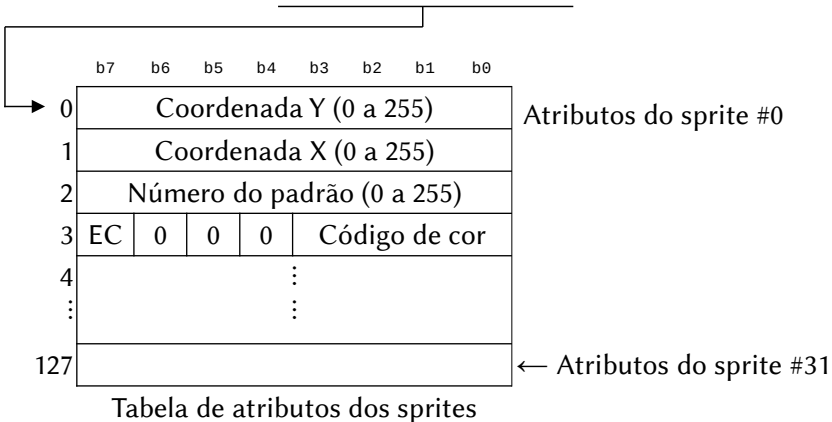 b7 b6 b5 b4 b3 b2 b1 b0
0 Coordenada Y (0 a 255) Atributos do sprite #0
1 Coordenada X (0 a 255)
2 Número do padrão (0 a 255)
3 EC 0 0 0 Código de cor
4 ⋮
⋮ ⋮
127 ← Atributos do sprite #31
Tabela de atributos dos sprites